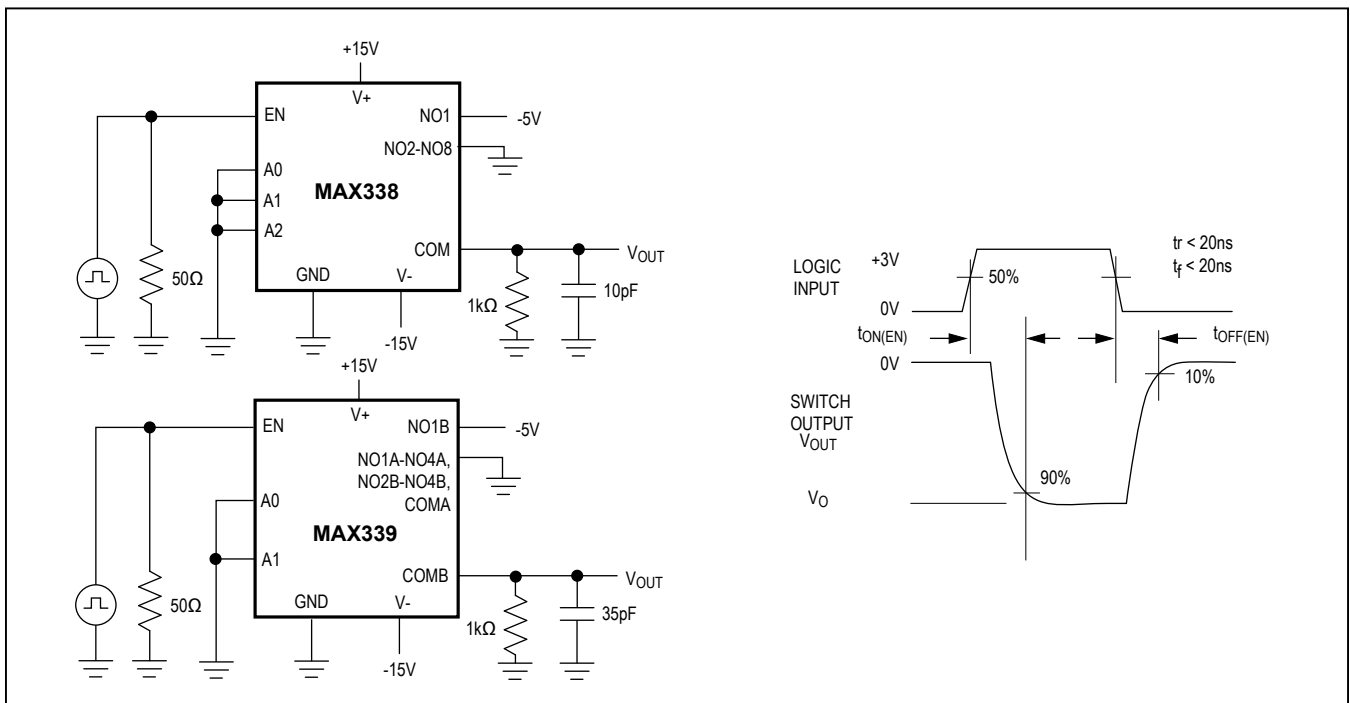 +15V
V+
EN
NO1
-5V
NO2-NO8
A0
MAX338
A1
A2
COM
VOUT
GND
V-
50Ω
1kΩ
10pF
-15V
+15V
V+
EN
NO1B
-5V
NO1A-NO4A,
NO2B-NO4B,
COMA
A0
MAX339
A1
COMB
VOUT
GND
V-
50Ω
1kΩ
35pF
-15V
LOGIC
INPUT
+3V
50%
tr < 20ns
tf < 20ns
0V
tON(EN)
tOFF(EN)
0V
10%
SWITCH
OUTPUT
VOUT
90%
VO